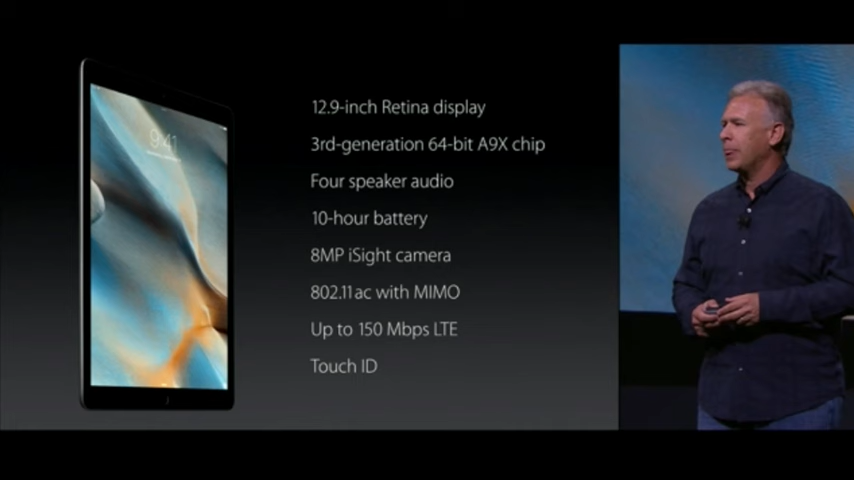 9:41
12.9-inch Retina display
3rd-generation 64-bit A9X chip
Four speaker audio
10-hour battery
8MP iSight camera
802.11ac with MIMO
Up to 150 Mbps LTE
Touch ID